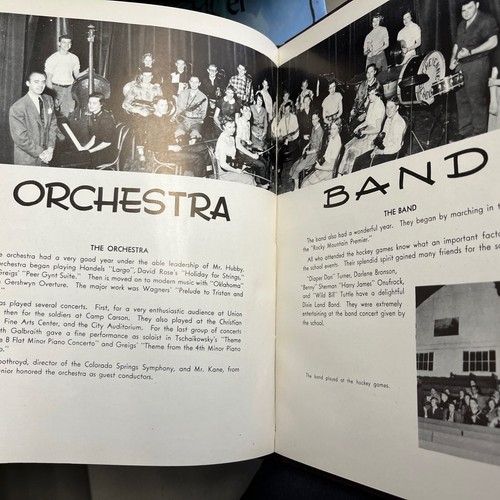 ORCHESTRA
THE ORCHESTRA
orchestra had a very good year under the able leadership of Mr. Hubby.
orchestra began playing Handels "Largo", David Rose's "Holiday for Strings,"
Greigs' "Peer Gynt Suite." Then moved on to modern music with "Oklahoma"
Gershwyn Overture. The major work was Wagners' "Prelude to Tristan and
as played several concerts. First, for a very enthusiastic audience at Union
then for the soldiers at Camp Carson. They also played at the Chistian
Fine Arts Center, and the City Auditorium. For the last group of concerts
Galbraith gave a fine performance as soloist in Tschaikowsky's "Theme
B Flat Minor Piano Concerto" and Greigs' "Theme from the 4th Minor Piano
director of the Colorado Springs Symphony, and Mr. Kane, from
honored the orchestra as guest conductors.
BAND
THE BAND
The band also had a wonderful year. They began by marching in
the "Rocky Mountain Premier."
All who attended the hockey games know what an important
the school events. Their splendid spirit gained many friends for the
"Diaper Dan" Turner, Darlene Branson,
"Benny" Sherman "Harry James" Onufrock,
and "Wild Bill" Tuttle have a delightful
Dixie Land Band. They were extremely
entertaining at the band concert given by
the school.
The band played at the hockey games.